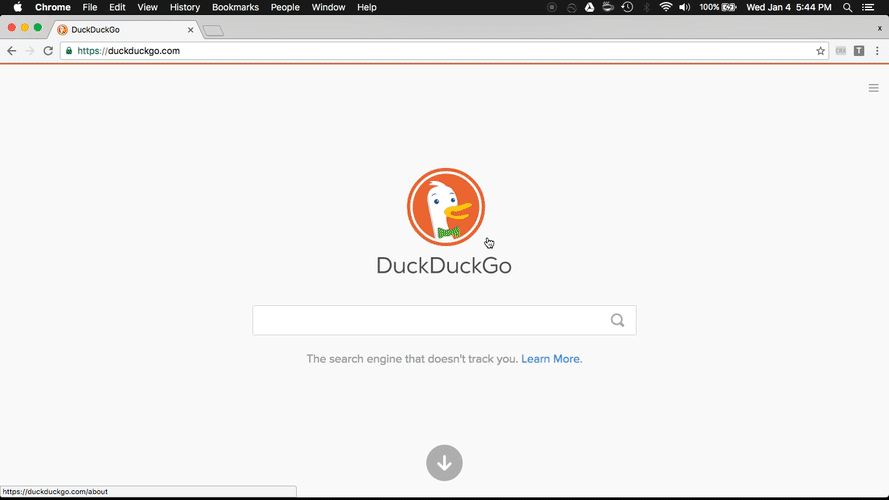 Chrome File Edit View History Bookmarks People Window Help 100% Wed Jan 4 5:44 PM
DuckDuckGo
https://duckduckgo.com
T
DuckDuckGo
The search engine that doesn't track you. Learn More.
https://duckduckgo.com/about